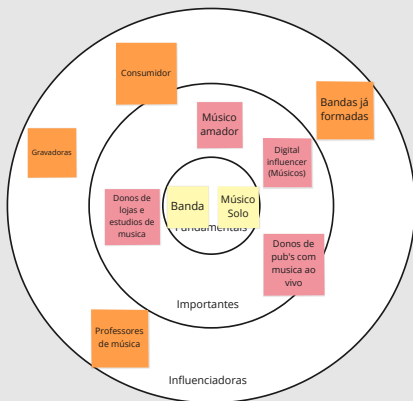 Consumidor
Bandas já
formadas
Músico
amador
Gravadoras
Digital
influencer
(Músicos)
Donos de
lojas e
estudios de
musica
Banda
Músico
Solo
Fundamentais
Donos de
pub's com
musica ao
vivo
Importantes
Professores
de música
Influenciadoras